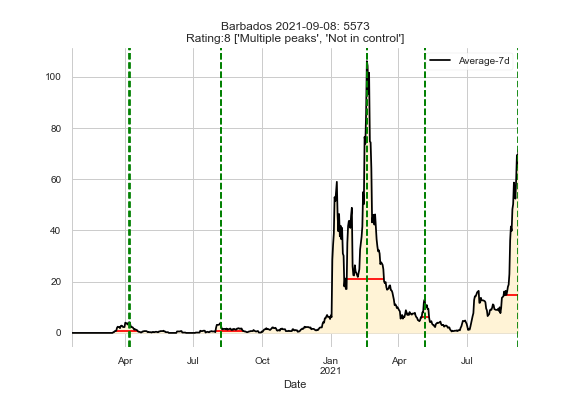 Barbados 2021-09-08: 5573
Rating:8 ['Multiple peaks', 'Not in control']
Average-7d
100
80
60
40
20
0
Apr
Jul
Oct
Jan
2021
Apr
Jul
Date